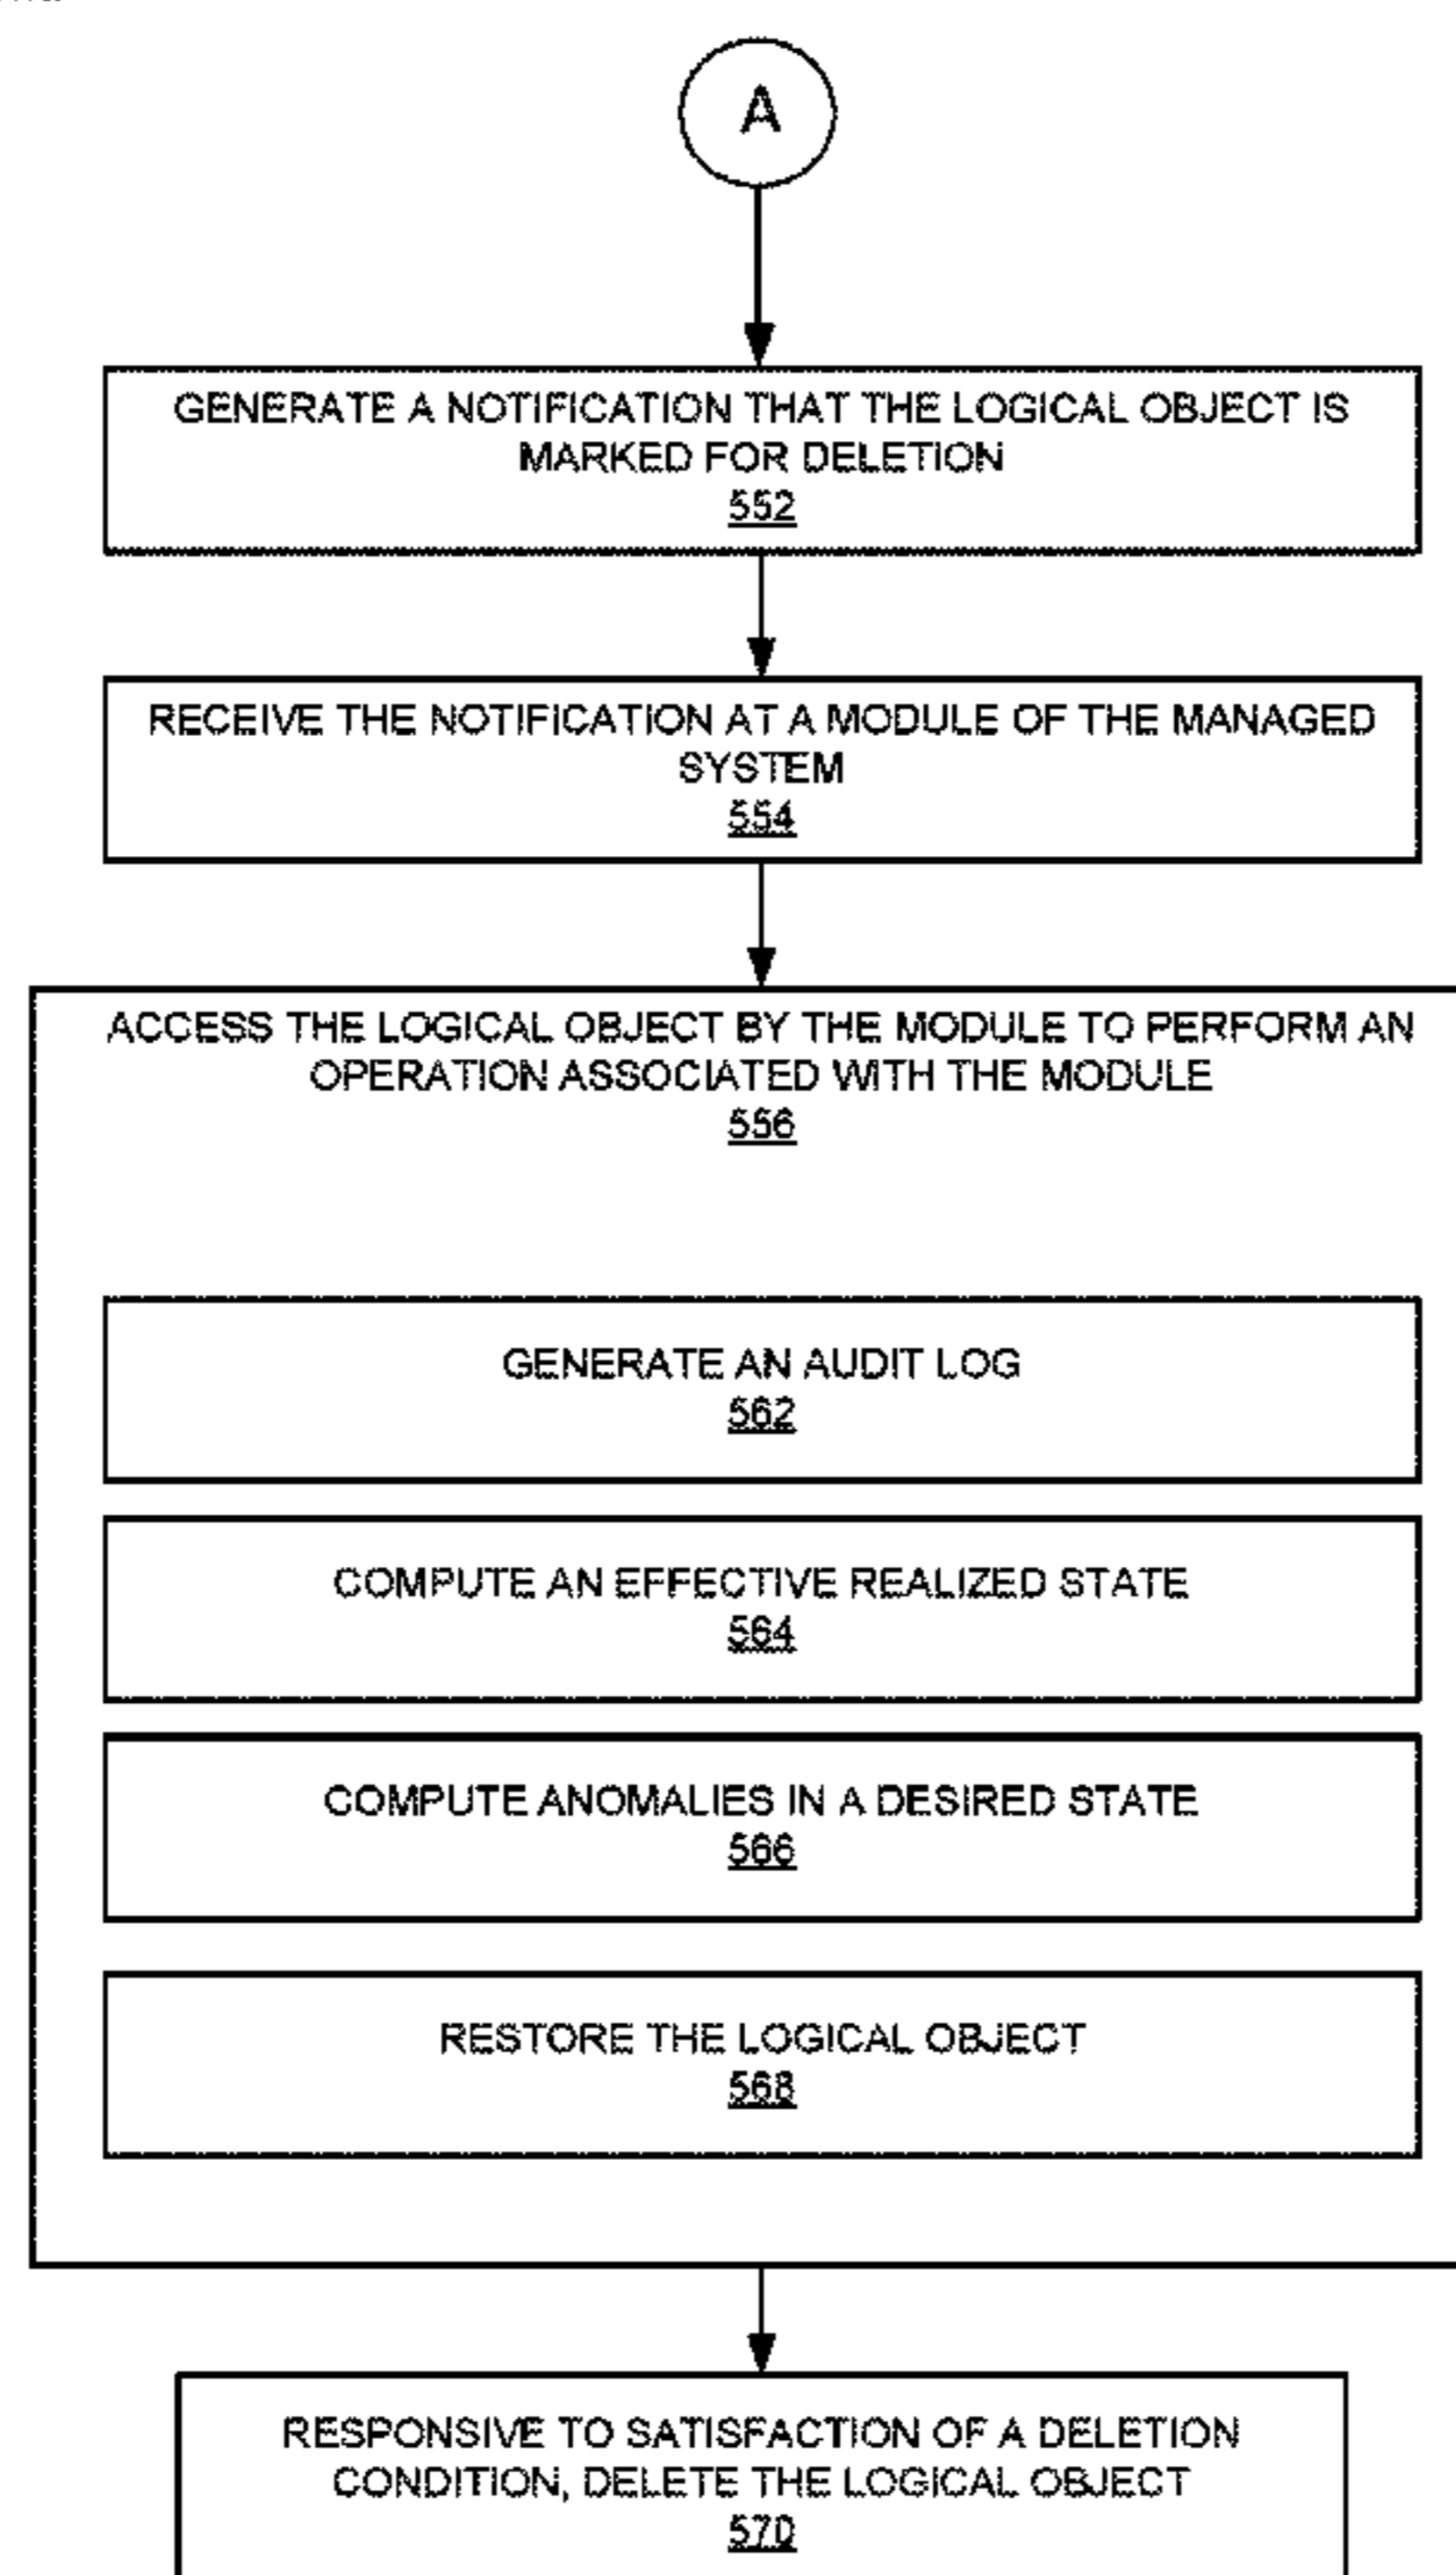 A
GENERATE A NOTIFICATION THAT THE LOGICAL OBJECT IS
MARKED FOR DELETION
552
RECEIVE THE NOTIFICATION AT A MODULE OF THE MANAGED
SYSTEM
554
ACCESS THE LOGICAL OBJECT BY THE MODULE TO PERFORM AN
OPERATION ASSOCIATED WITH THE MODULE
556
GENERATE AN AUDIT LOG
562
COMPUTE AN EFFECTIVE REALIZED STATE
564
COMPUTE ANOMALIES IN A DESIRED STATE
566
RESTORE THE LOGICAL OBJECT
568
RESPONSIVE TO SATISFACTION OF A DELETION
CONDITION, DELETE THE LOGICAL OBJECT
570